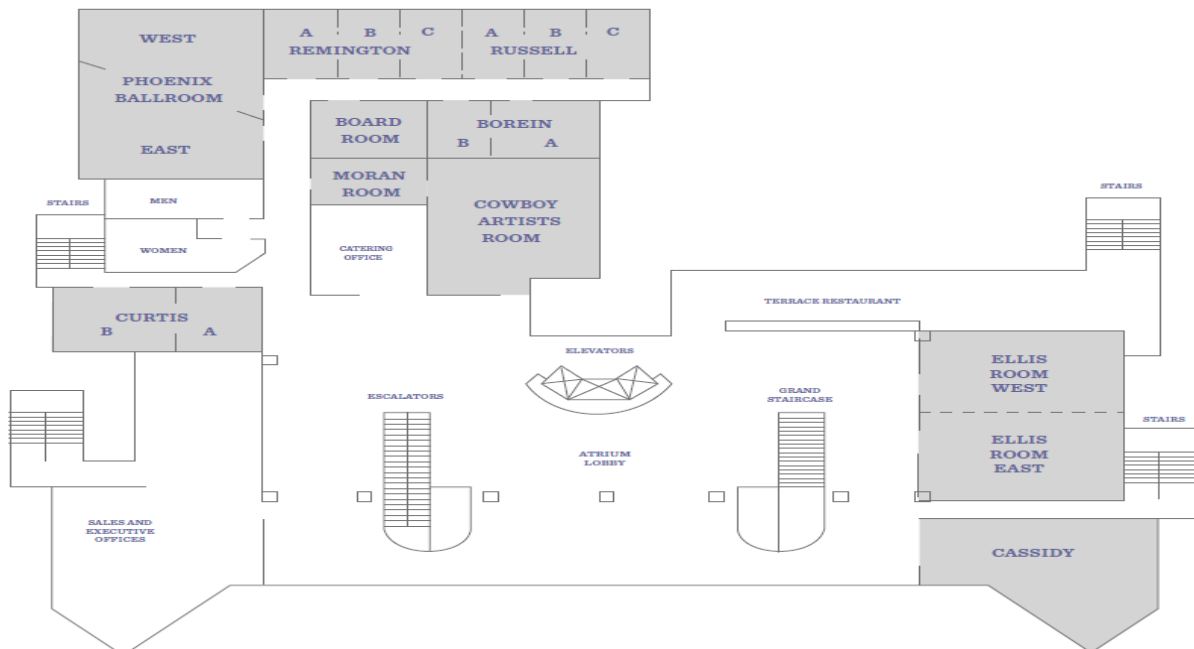 WEST
PHOENIX
BALLROOM
EAST
A B C
REMINGTON
A B C
RUSSELL
BOARD
ROOM
BOREIN
B A
MORAN
ROOM
COWBOY
ARTISTS
ROOM
CATERING
OFFICE
STAIRS
MEN
WOMEN
CURTIS
B A
STAIRS
TERRACE RESTAURANT
ELEVATORS
ESCALATORS
GRAND
STAIRCASE
ATRIUM
LOBBY
ELLIS
ROOM
WEST
ELLIS
ROOM
EAST
STAIRS
SALES AND
EXECUTIVE
OFFICES
CASSIDY